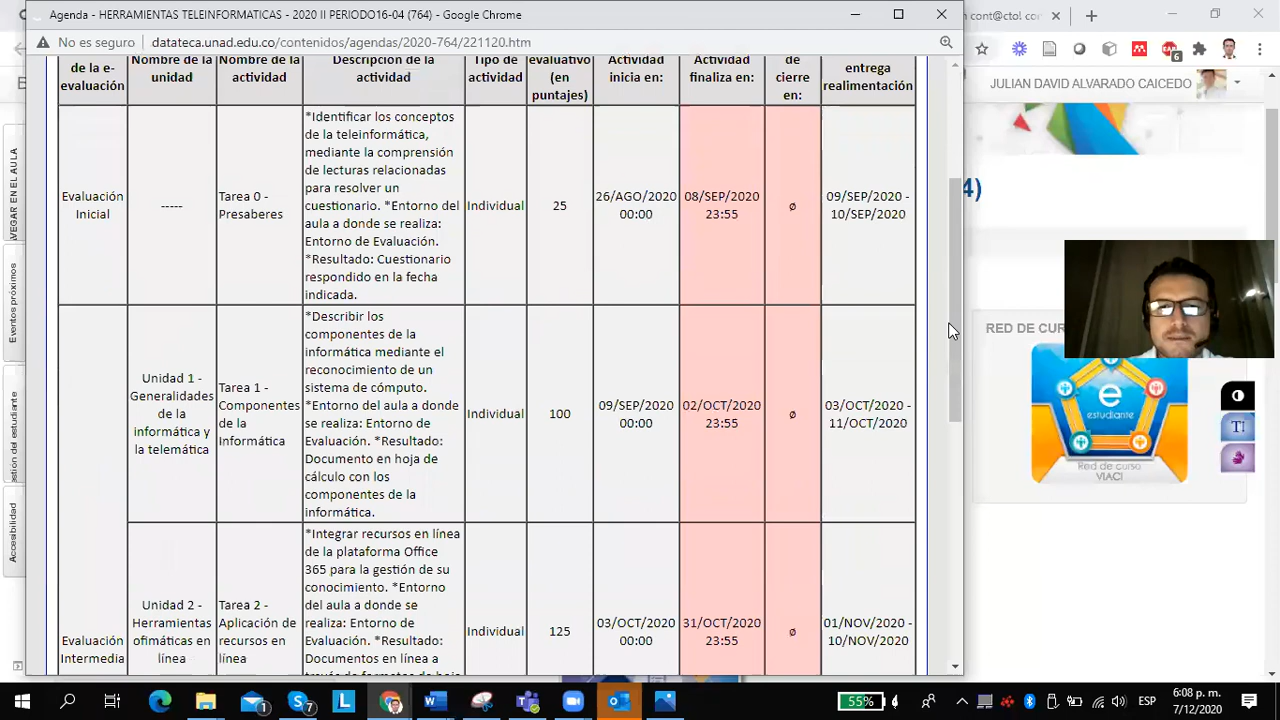 Agenda - HERRAMIENTAS TELEINFORMATICAS - 2020 II PERIODO16-04 (764) - Google Chrome
No es seguro
datateca.unad.edu.co/contenidos/agendas/2020-764/221120.htm
cont@ctol
JULIAN DAVID ALVARADO CAICEDO
6
4)
de la e-
evaluación
Nombre de la
unidad
Nombre de la
actividad
Descripción de la
actividad
Tipo de
actividad
evaluativo
(en
puntajes)
Actividad
inicia en:
Actividad
finaliza en:
de
cierre
en:
entrega
realimentación
Evaluación
Inicial
-----
Tarea 0 -
Presaberes
*Identificar los conceptos
de la teleinformática,
mediante la comprensión
de lecturas relacionadas
para resolver un
cuestionario. *Entorno del
aula a donde se realiza:
Entorno de Evaluación.
*Resultado: Cuestionario
respondido en la fecha
indicada.
Individual
25
26/AGO/2020
00:00
08/SEP/2020
23:55
ø
09/SEP/2020 -
10/SEP/2020
Unidad 1 -
Generalidades
de la
informática y
la telemática
Tarea 1 -
Componentes
de la
Informática
*Describir los
componentes de la
informática mediante el
reconocimiento de un
sistema de cómputo.
*Entorno del aula a donde
se realiza: Entorno de
Evaluación. *Resultado:
Documento en hoja de
cálculo con los
componentes de la
informática.
Individual
100
09/SEP/2020
00:00
02/OCT/2020
23:55
ø
03/OCT/2020 -
11/OCT/2020
Evaluación
Intermedia
Unidad 2 -
Herramientas
ofimáticas en
línea
Tarea 2 -
Aplicación de
recursos en
línea
*Integrar recursos en línea
de la plataforma Office
365 para la gestión de su
conocimiento. *Entorno
del aula a donde se
realiza: Entorno de
Evaluación. *Resultado:
Documentos en línea a
Individual
125
03/OCT/2020
00:00
31/OCT/2020
23:55
ø
01/NOV/2020 -
10/NOV/2020
VEGAR EN EL AULA
Eventos próximos
del estudiante
Accesibilidad
RED DE CUR
e
estudiante
Red de curso
VIACI
TI
55%
ESP
6:08 p. m.
7/12/2020